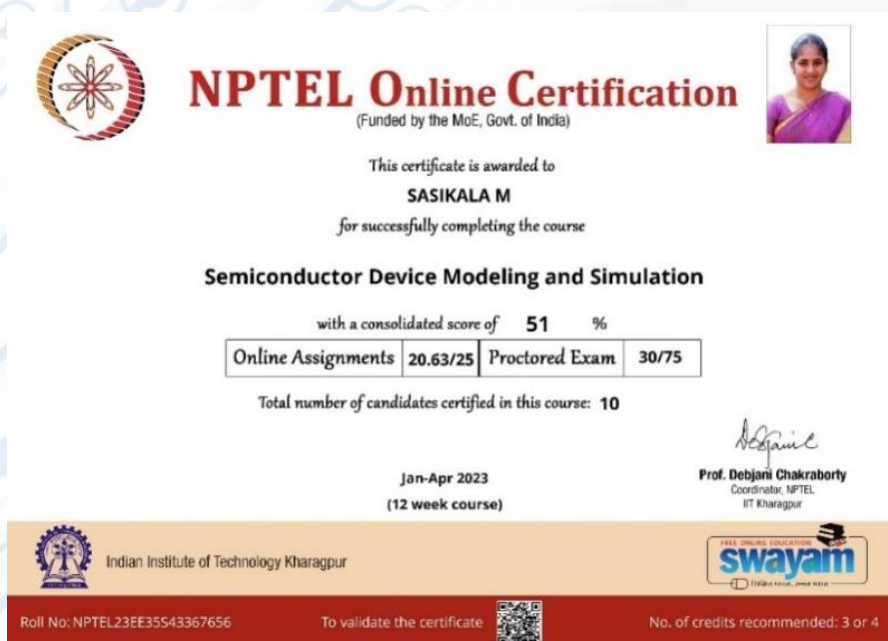 NPTEL Online Certification
(Funded by the MoE, Govt. of India)
This certificate is awarded to
SASIKALA M
for successfully completing the course
Semiconductor Device Modeling and Simulation
with a consolidated score of 51 %
Online Assignments 20.63/25 Proctored Exam 30/75
Total number of candidates certified in this course: 10
Jan-Apr 2023
(12 week course)
Prof. Debjani Chakraborty
Coordinator, NPTEL
IIT Kharagpur
Indian Institute of Technology Kharagpur
FREE ONLINE EDUCATION
swayam
Roll No: NPTEL23EE35S43367656
To validate the certificate
No. of credits recommended: 3 or 4